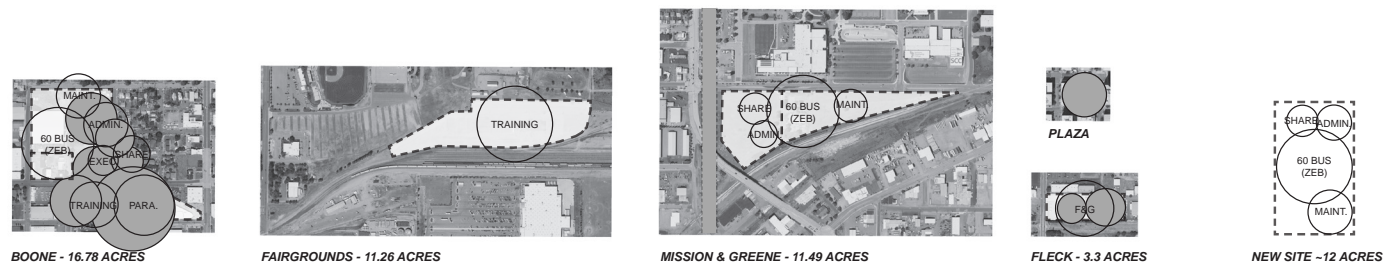 MAINT.
ADMIN.
60 BUS
(ZEB)
EXEC.
SHARE
TRAINING
PARA.
BOONE - 16.78 ACRES
TRAINING
FAIRGROUNDS - 11.26 ACRES
SCC
SHARE
60 BUS
(ZEB)
MAINT.
ADMIN.
MISSION & GREENE - 11.49 ACRES
PLAZA
F&G
FLECK - 3.3 ACRES
SHARE
ADMIN.
60 BUS
(ZEB)
MAINT.
NEW SITE ~12 ACRES